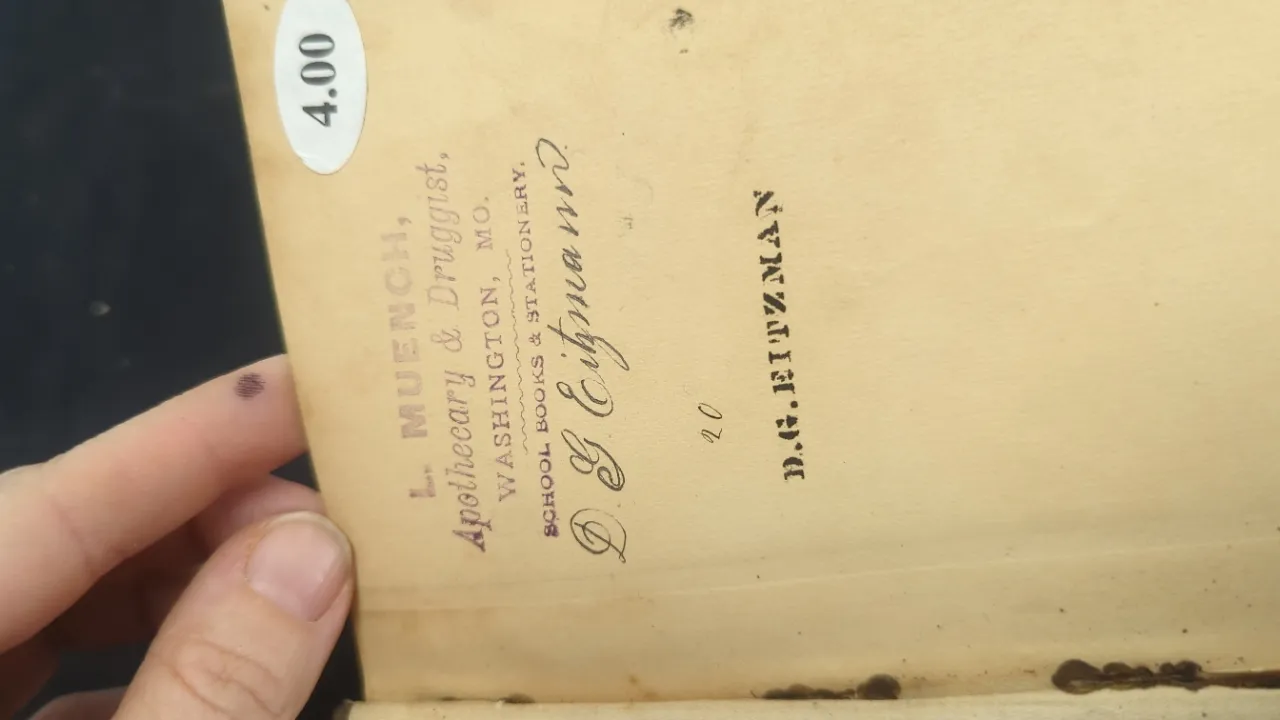 4.00
L. MUENCH,
Apothecary & Druggist,
WASHINGTON, MO.
SCHOOL BOOKS & STATIONERY.
D. G. Eitzmann.
20
D.G.EITZMAN